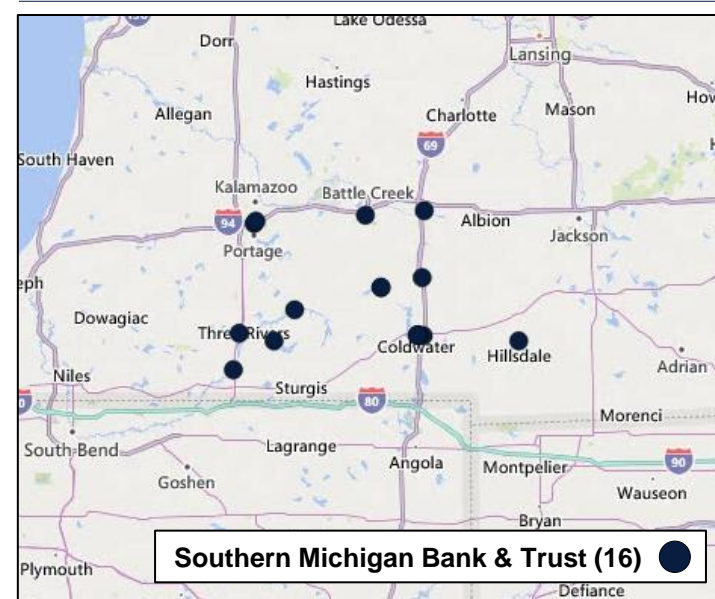 Lake Odessa
Dorr
Lansing
Hastings
Allegan
Charlotte
Mason
How
69
South Haven
Kalamazoo
Battle Creek
94
Albion
Jackson
Portage
eph
Dowagiac
Three Rivers
Coldwater
Hillsdale
Adrian
Niles
Sturgis
80
Morenci
South Bend
Lagrange
Angola
Montpelier
90
Goshen
Wauseon
Bryan
Southern Michigan Bank & Trust (16)
Plymouth
Defiance